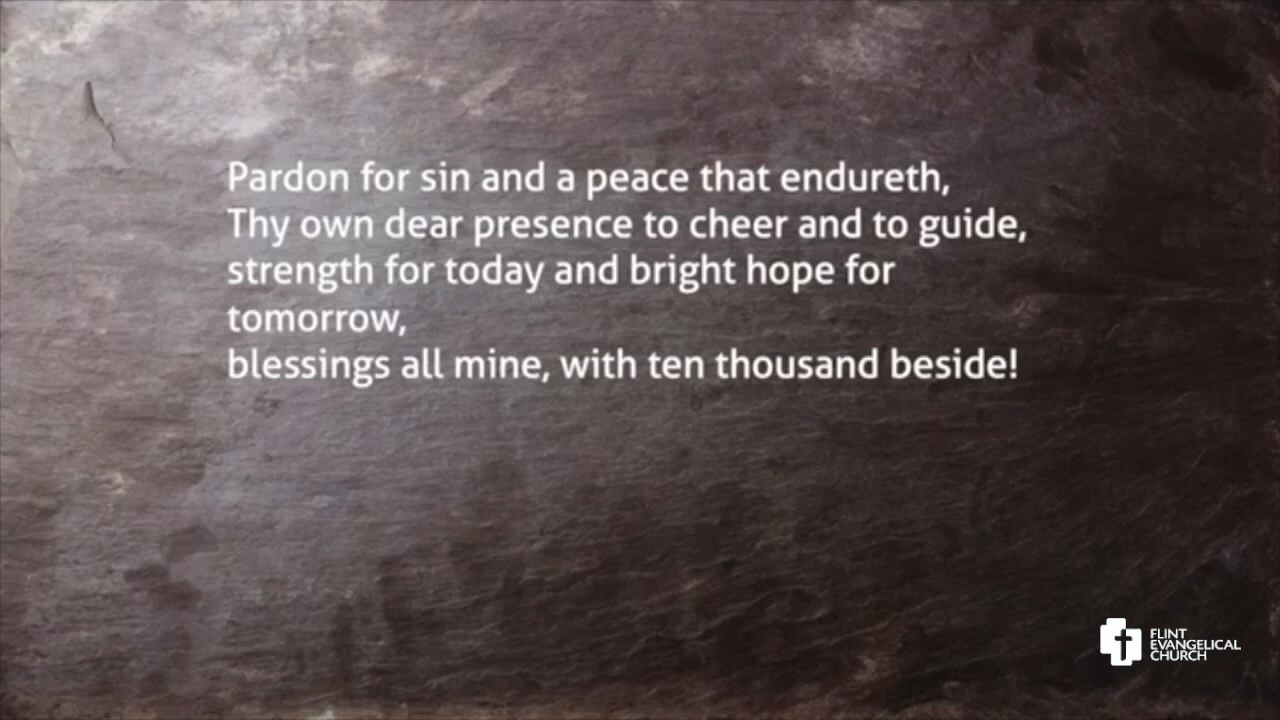 Pardon for sin and a peace that endureth,
Thy own dear presence to cheer and to guide,
strength for today and bright hope for
tomorrow,
blessings all mine, with ten thousand beside!
FLINT
EVANGELICAL
CHURCH